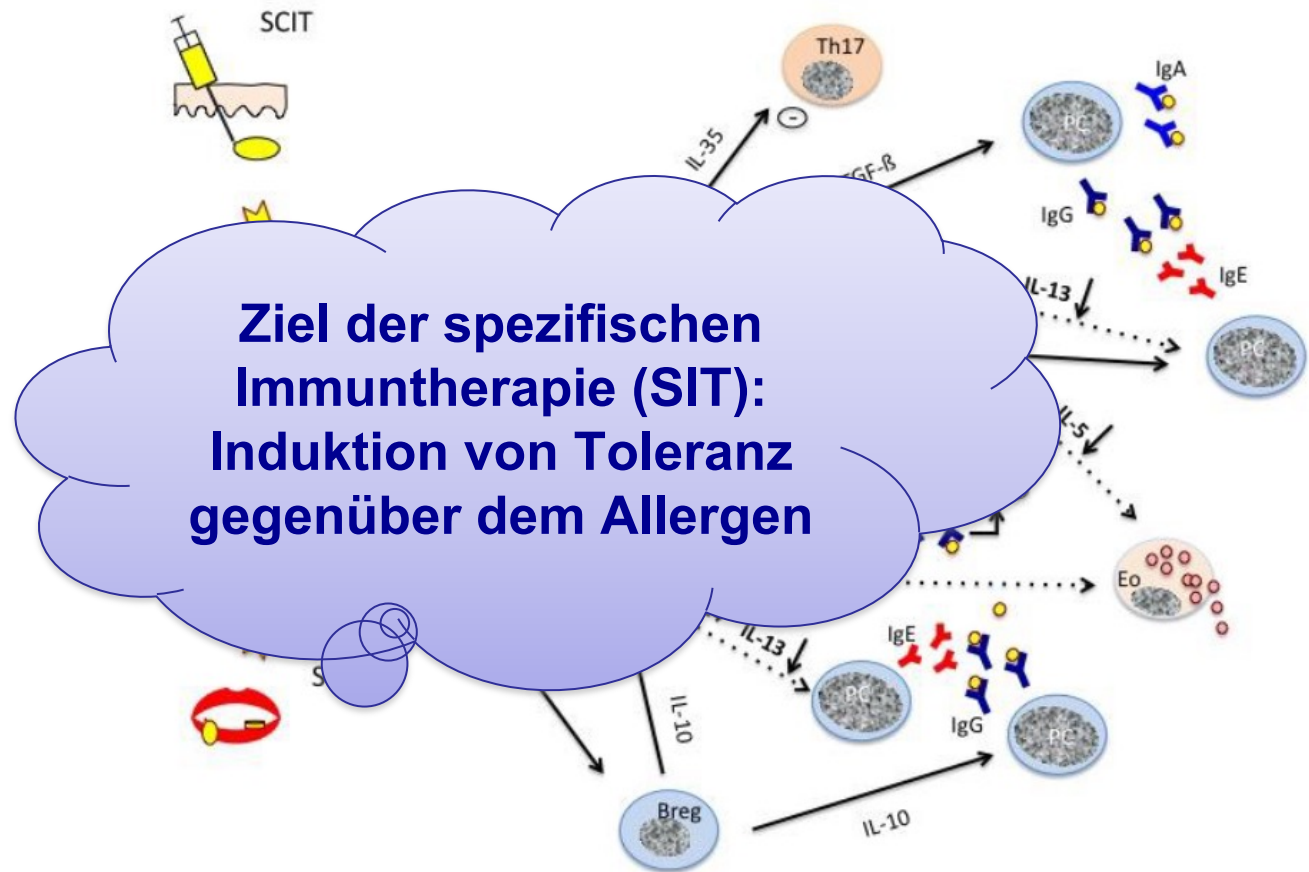 SCIT
Th17
IgA
PC
IL-35
IgG
IgE
IL-13
PC
Ziel der spezifischen
Immuntherapie (SIT):
Induktion von Toleranz
gegenüber dem Allergen
IL-5
Eo
IL-13
IgE
PC
IgG
PC
IL-10
Breg
IL-10